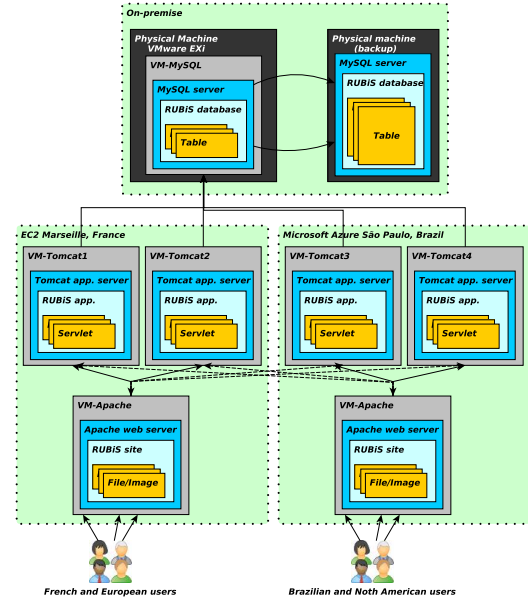 On-premise
Physical Machine
VMware EXi
VM-MySQL
MySQL server
RUBiS database
Table
Physical machine
(backup)
MySQL server
RUBiS database
Table
EC2 Marseille, France
VM-Tomcat1
Tomcat app. server
RUBiS app.
Servlet
VM-Tomcat2
Tomcat app. server
RUBiS app.
Servlet
Microsoft Azure São Paulo, Brazil
VM-Tomcat3
Tomcat app. server
RUBiS app.
Servlet
VM-Tomcat4
Tomcat app. server
RUBiS app.
Servlet
VM-Apache
Apache web server
RUBiS site
File/Image
VM-Apache
Apache web server
RUBiS site
File/Image
French and European users
Brazilian and Noth American users